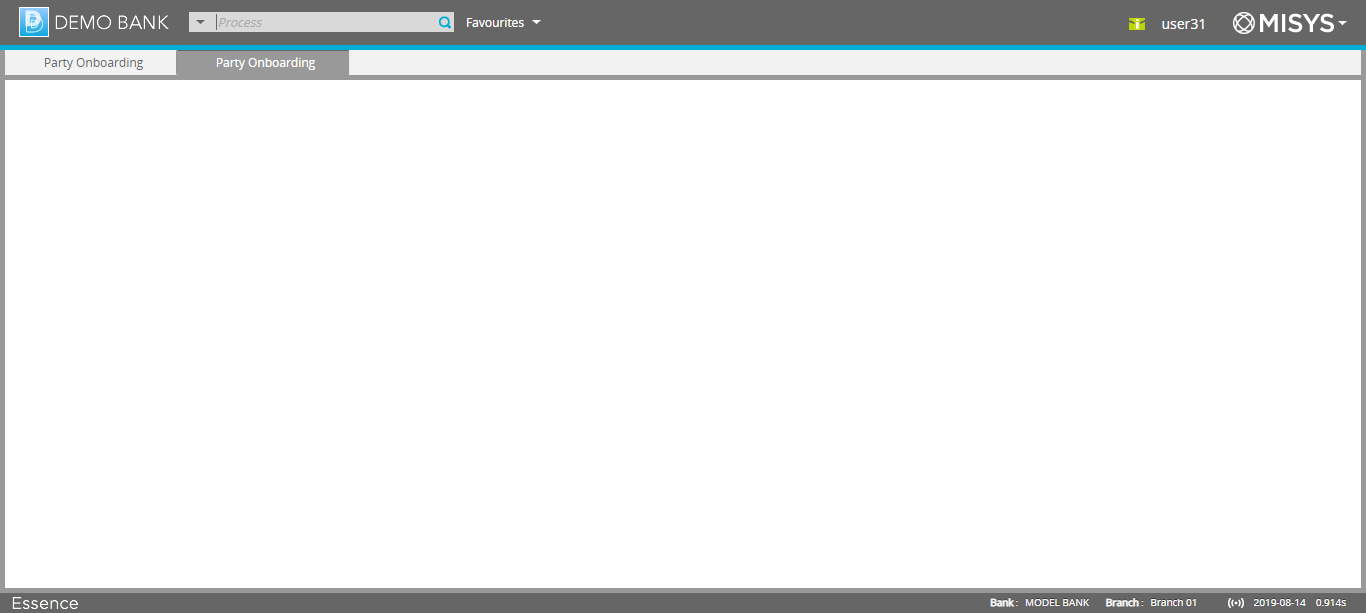 DEMO BANK
Process
Favourites
user31
MISYS
Party Onboarding
Party Onboarding
Essence
Bank : MODEL BANK
Branch : Branch 01
2019-08-14
0.914s